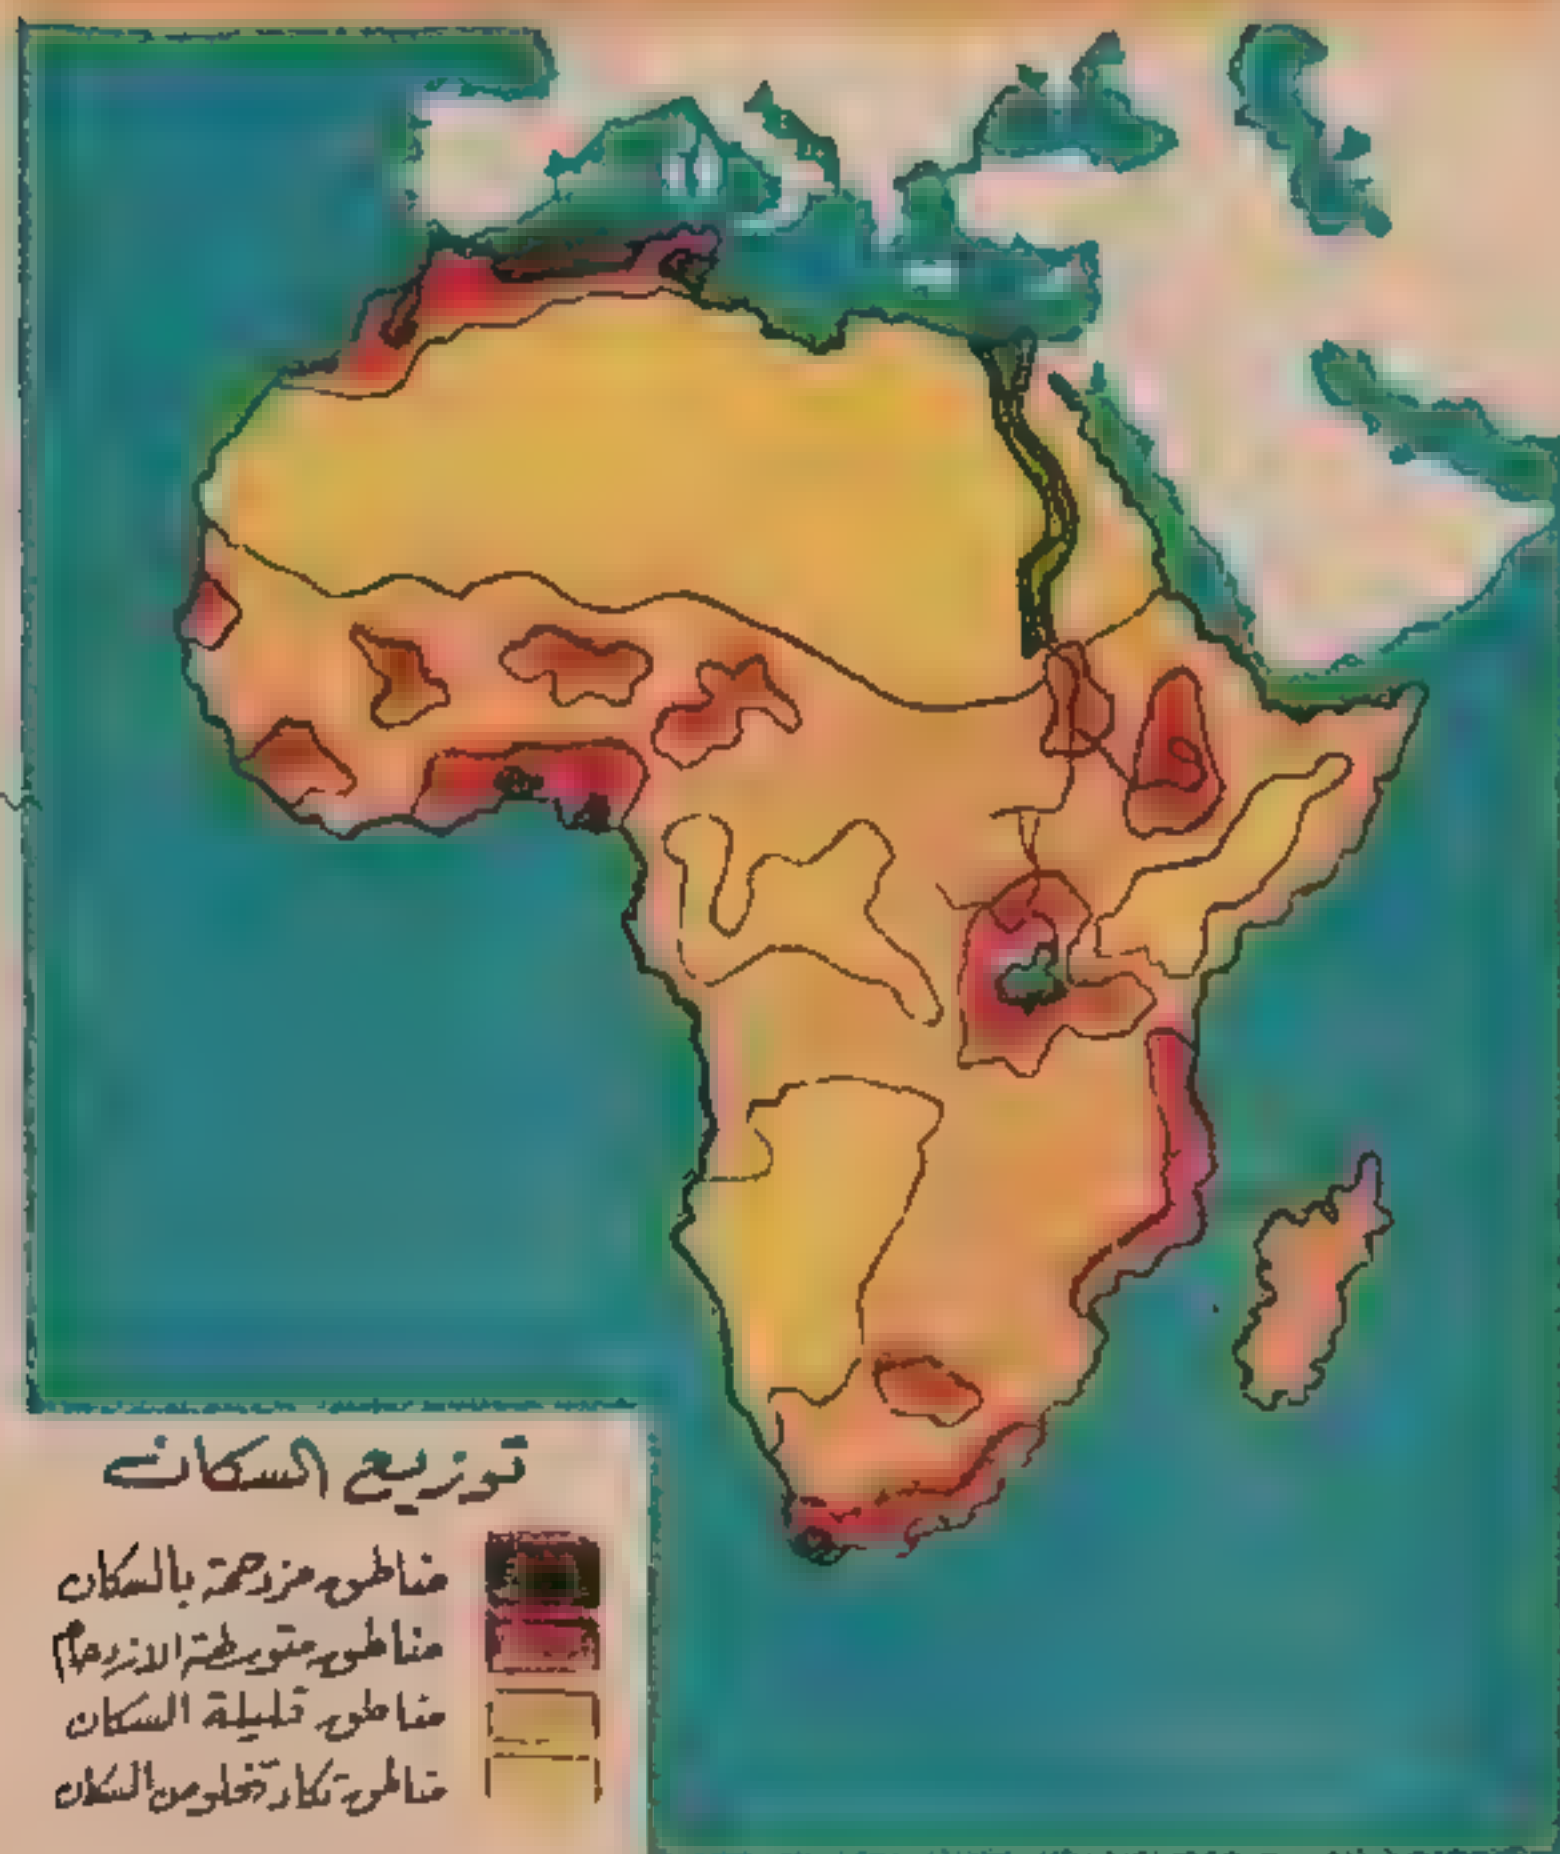 توزيع السكان
مناطق مزدحمة بالسكان
مناطق متوسطة الازدحام
مناطق قليلة السكان
مناطق تكاد تخلو من السكان